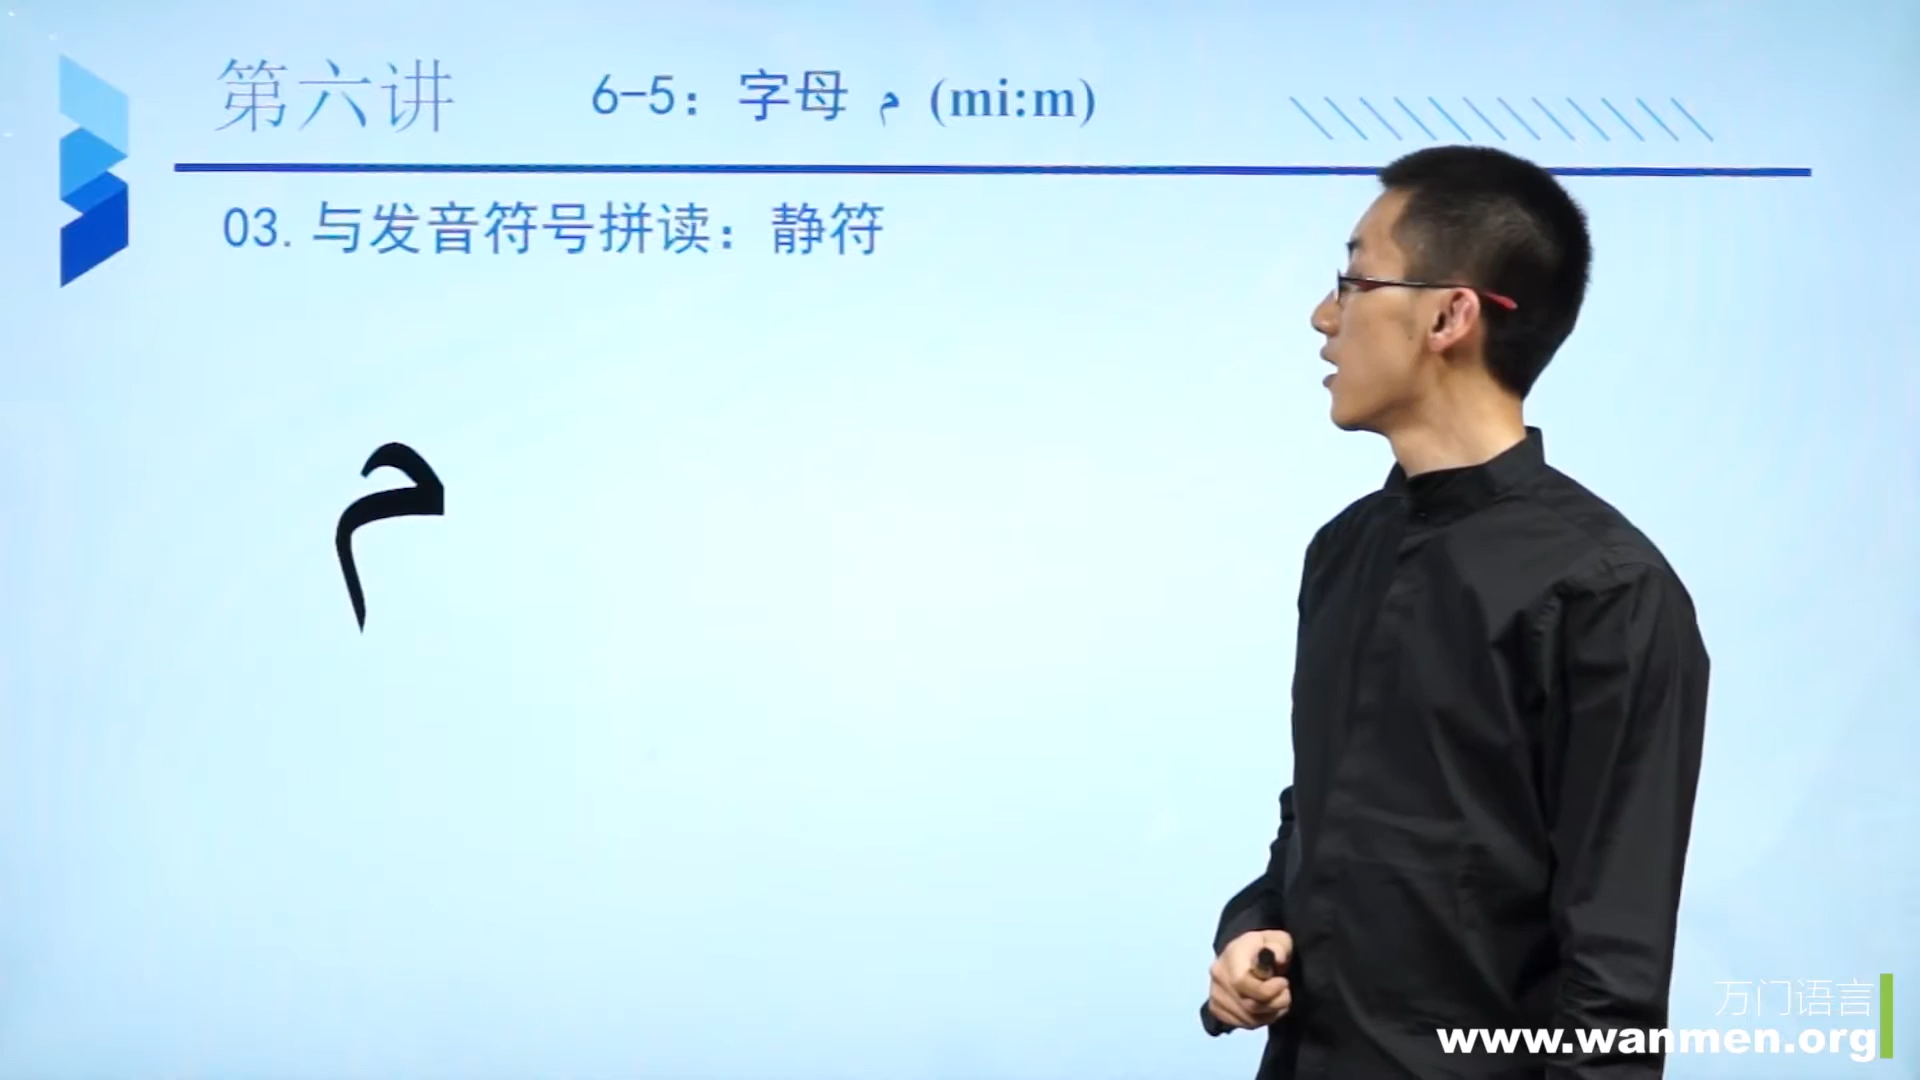 第六讲
6-5: 字母 م (mi:m)
03.与发音符号拼读：静符
م
万门语言
www.wanmen.org